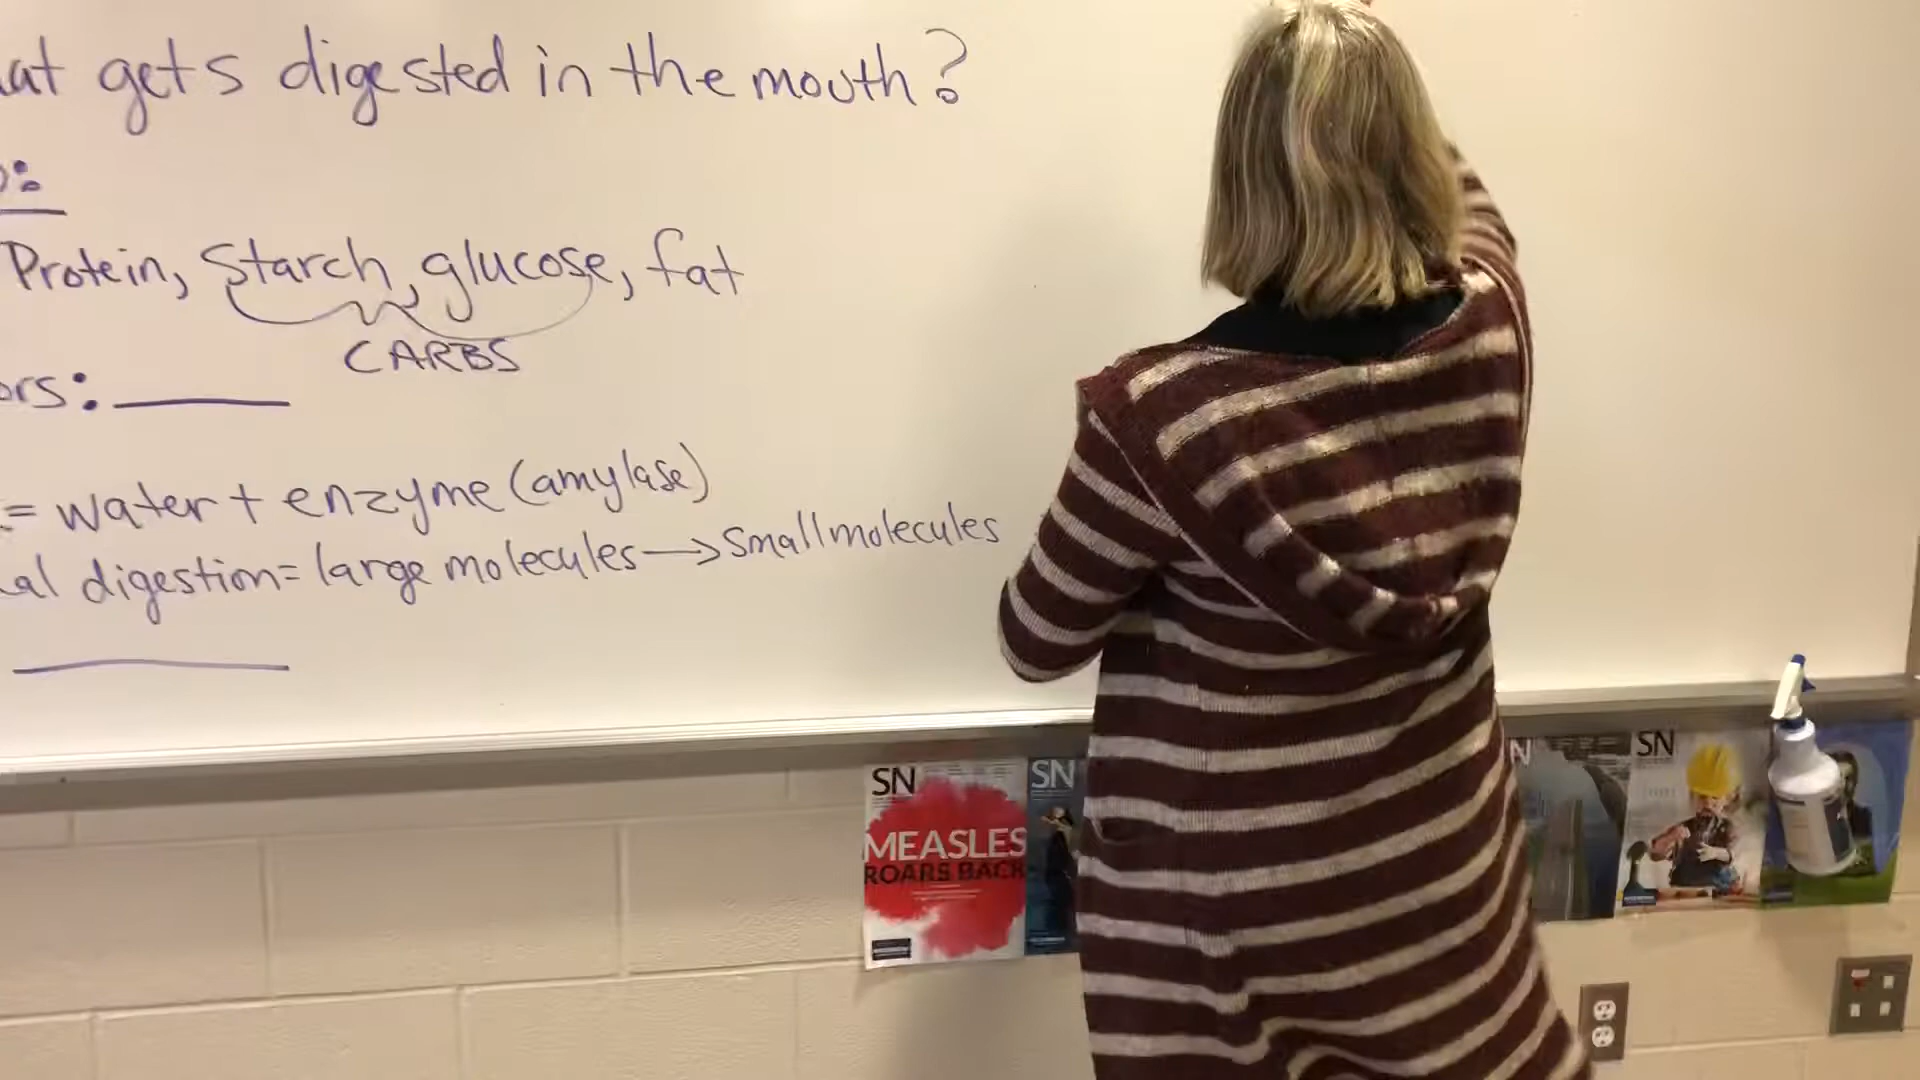 at gets digested in the mouth?
Protein, Starch, glucose, fat
CARBS
ors:
= water + enzyme (amylase)
al digestion = large molecules → small molecules
SN
MEASLES
ROARS BACK
SN
N
SN